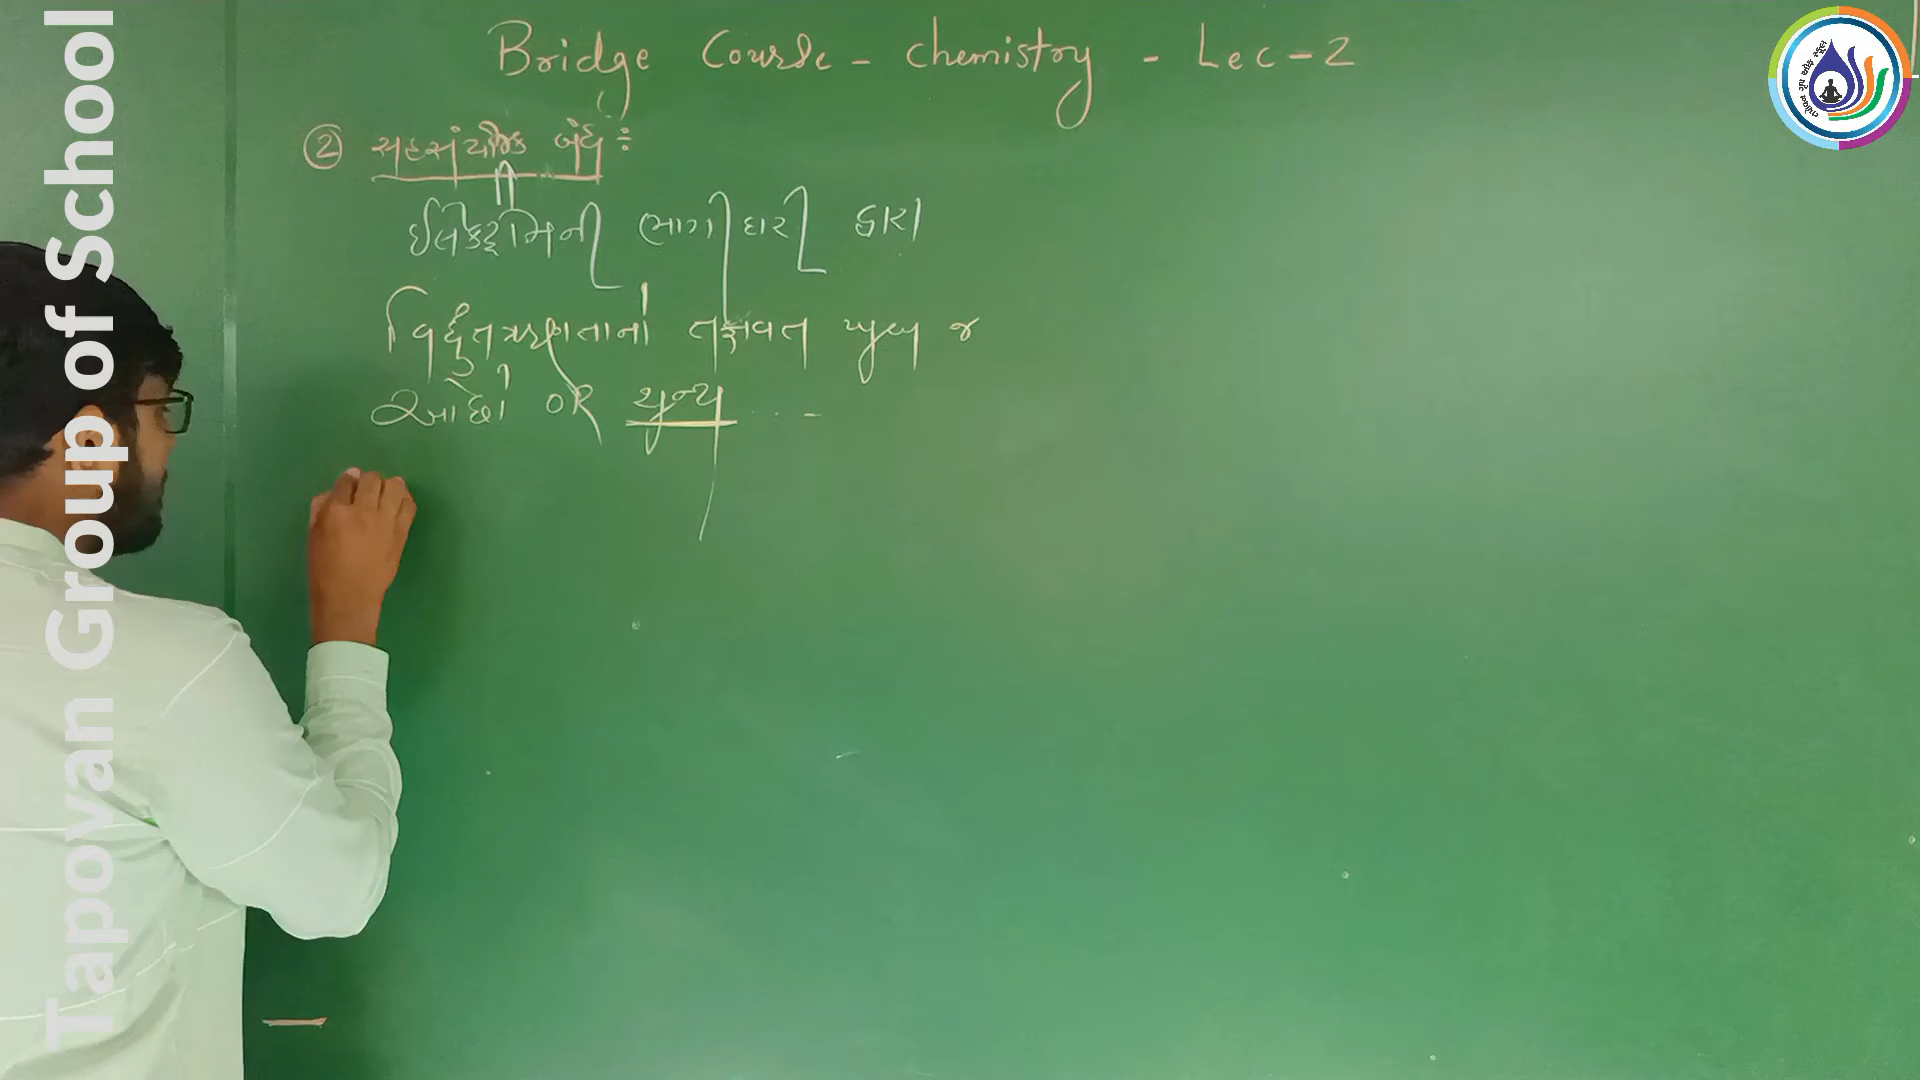 Bridge Course - Chemistry - Lec - 2
② સહસંયોજક બંધ :
ઈલેક્ટ્રોનની ભાગીદારી દ્વારા
વિદ્યુતઋણતાનો તફાવત ખુબ જ
ઓછો OR શૂન્ય ...
Tapovan Group of School